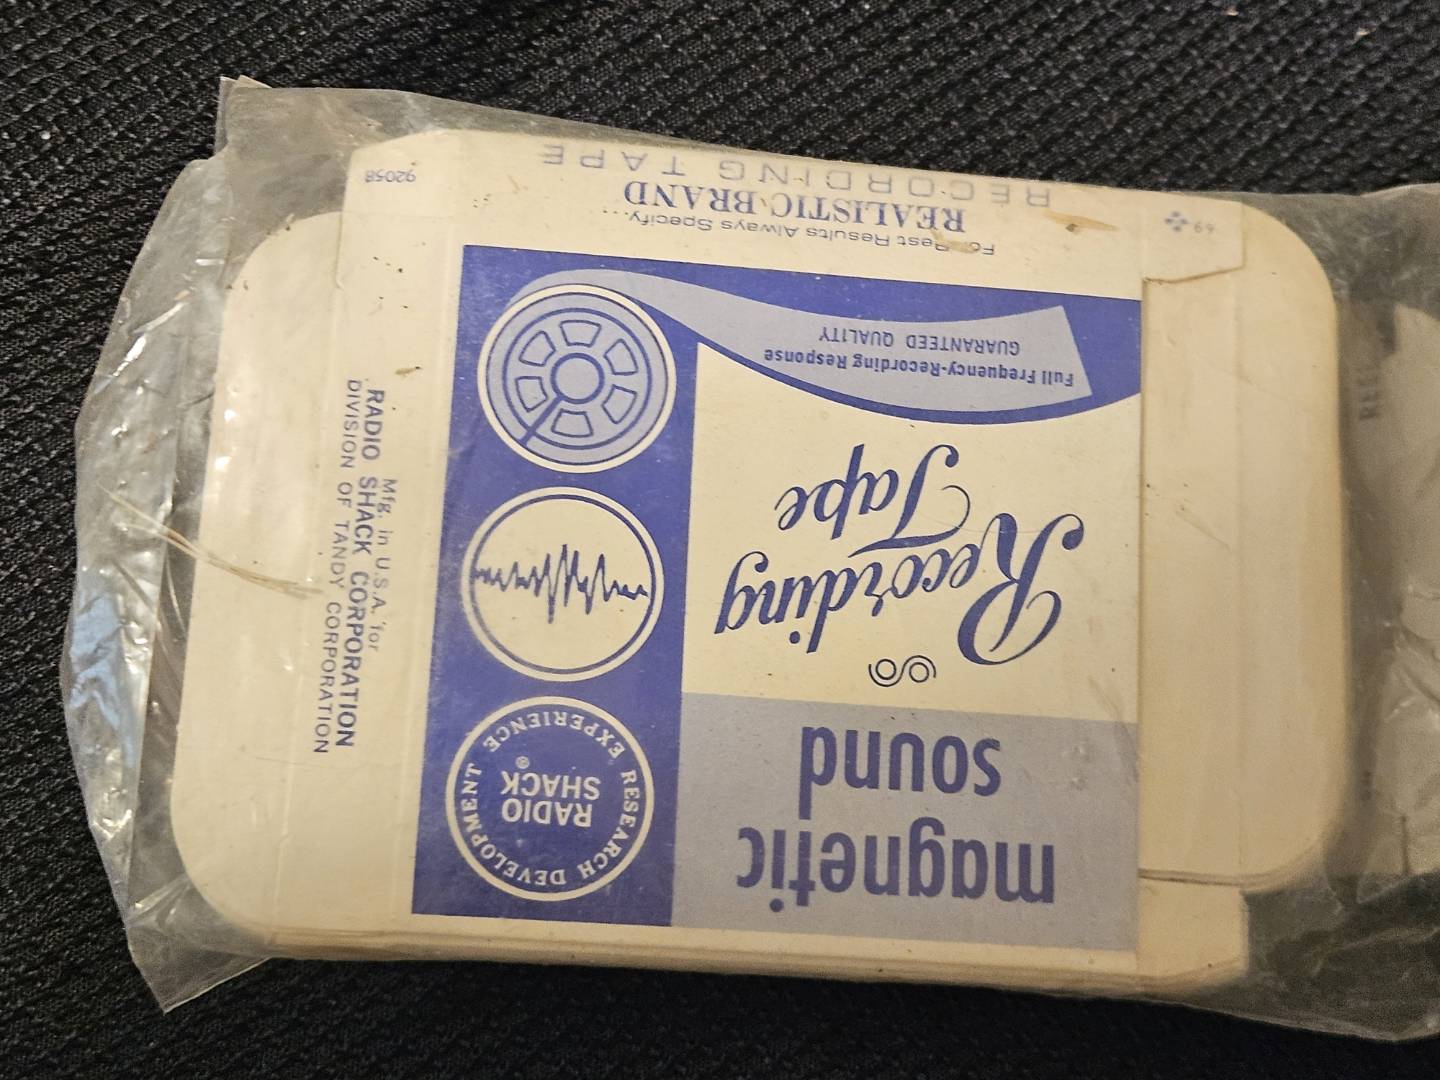 magnetic
sound
Recording
Tape
Full Frequency-Recording Response
GUARANTEED QUALITY
RESEARCH DEVELOPMENT EXPERIENCE
RADIO
SHACK®
For Best Results Always Specify...
REALISTIC BRAND
RECORDING TAPE
69
92058
Mfg. in U.S.A. for
RADIO SHACK CORPORATION
DIVISION OF TANDY CORPORATION